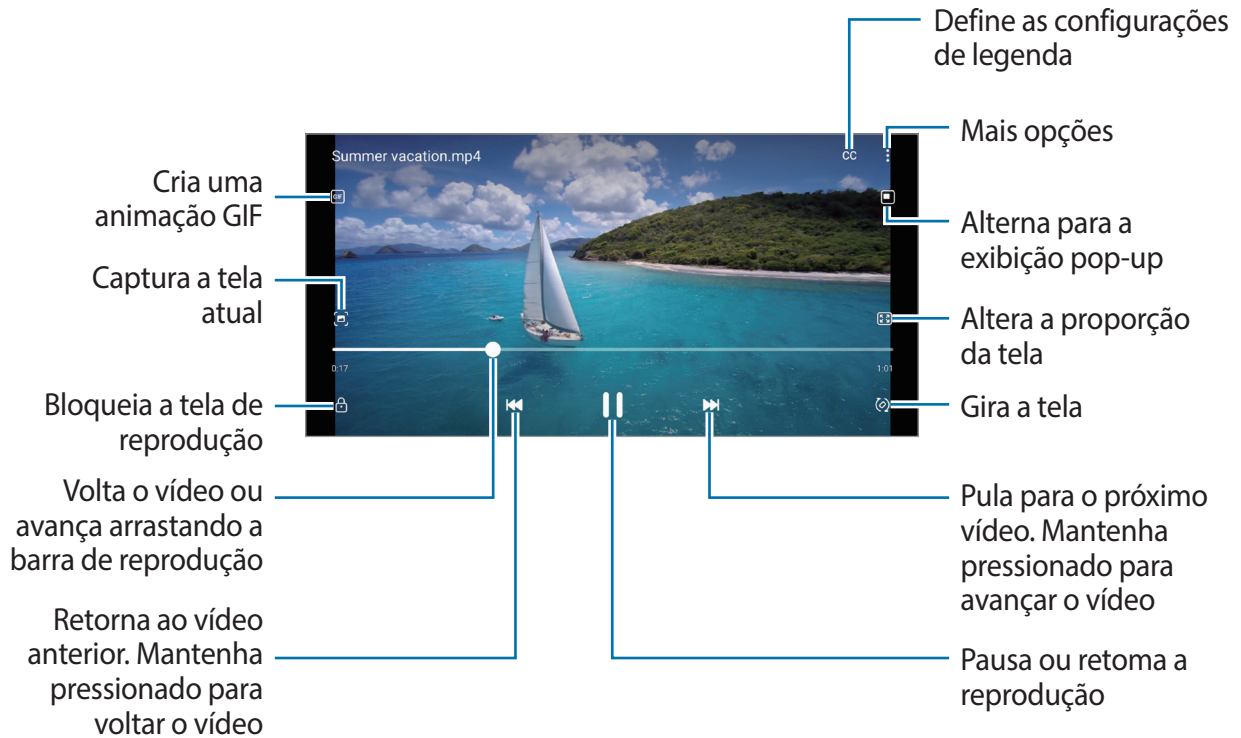 Define as configurações
de legenda
Mais opções
Summer vacation.mp4
CC
Cria uma
animação GIF
GIF
Alterna para a
exibição pop-up
Captura a tela
atual
Altera a proporção
da tela
0:17
1:01
Bloqueia a tela de
reprodução
Gira a tela
Volta o vídeo ou
avança arrastando a
barra de reprodução
Pula para o próximo
vídeo. Mantenha
pressionado para
avançar o vídeo
Retorna ao vídeo
anterior. Mantenha
pressionado para
voltar o vídeo
Pausa ou retoma a
reprodução